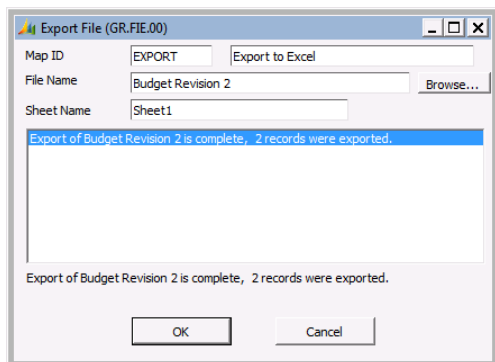 Export File (GR.FIE.00)
Map ID EXPORT Export to Excel
File Name Budget Revision 2 Browse...
Sheet Name Sheet1
Export of Budget Revision 2 is complete, 2 records were exported.
Export of Budget Revision 2 is complete, 2 records were exported.
OK Cancel